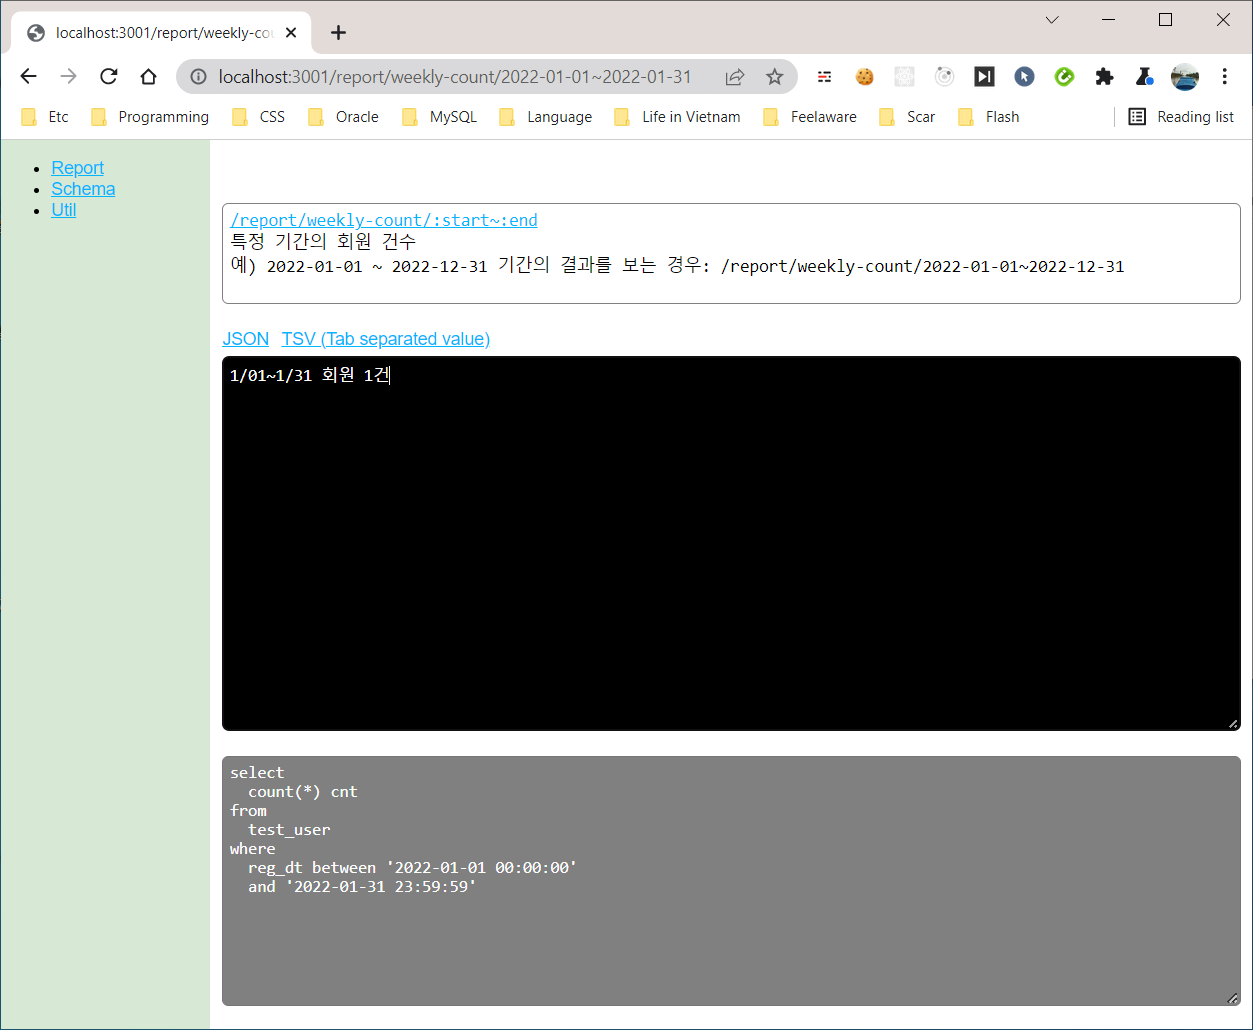 localhost:3001/report/weekly-cou
localhost:3001/report/weekly-count/2022-01-01~2022-01-31
Etc Programming CSS Oracle MySQL Language Life in Vietnam Feelaware Scar Flash Reading list
Report
Schema
Util
/report/weekly-count/:start~:end
특정 기간의 회원 건수
예) 2022-01-01 ~ 2022-12-31 기간의 결과를 보는 경우: /report/weekly-count/2022-01-01~2022-12-31
JSON TSV (Tab separated value)
1/01~1/31 회원 1건
select
count(*) cnt
from
test_user
where
reg_dt between '2022-01-01 00:00:00'
and '2022-01-31 23:59:59'